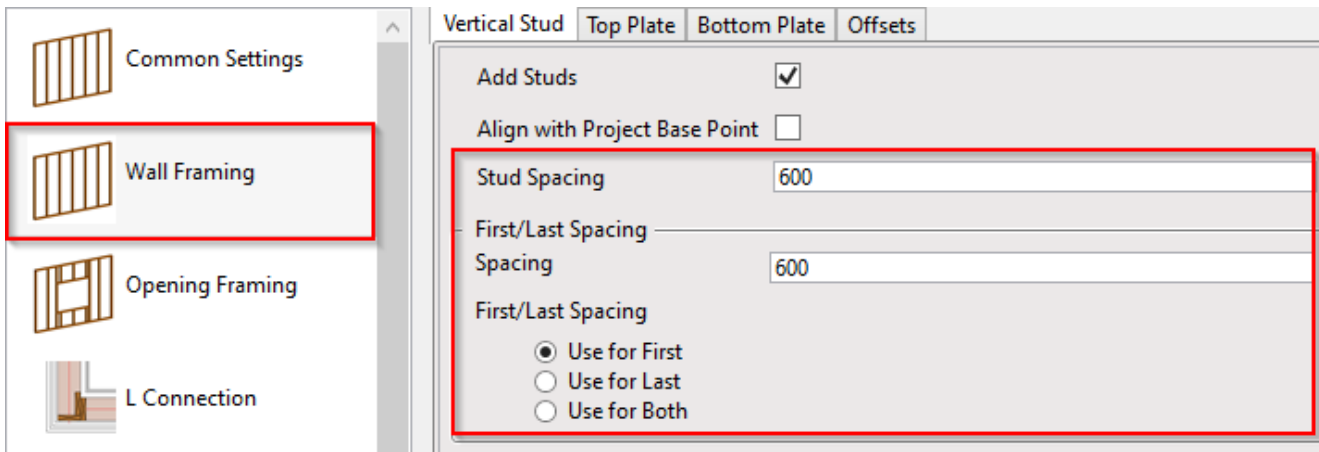 Common Settings
Wall Framing
Opening Framing
L Connection
Vertical Stud Top Plate Bottom Plate Offsets
Add Studs
Align with Project Base Point
Stud Spacing 600
First/Last Spacing
Spacing 600
First/Last Spacing
Use for First
Use for Last
Use for Both